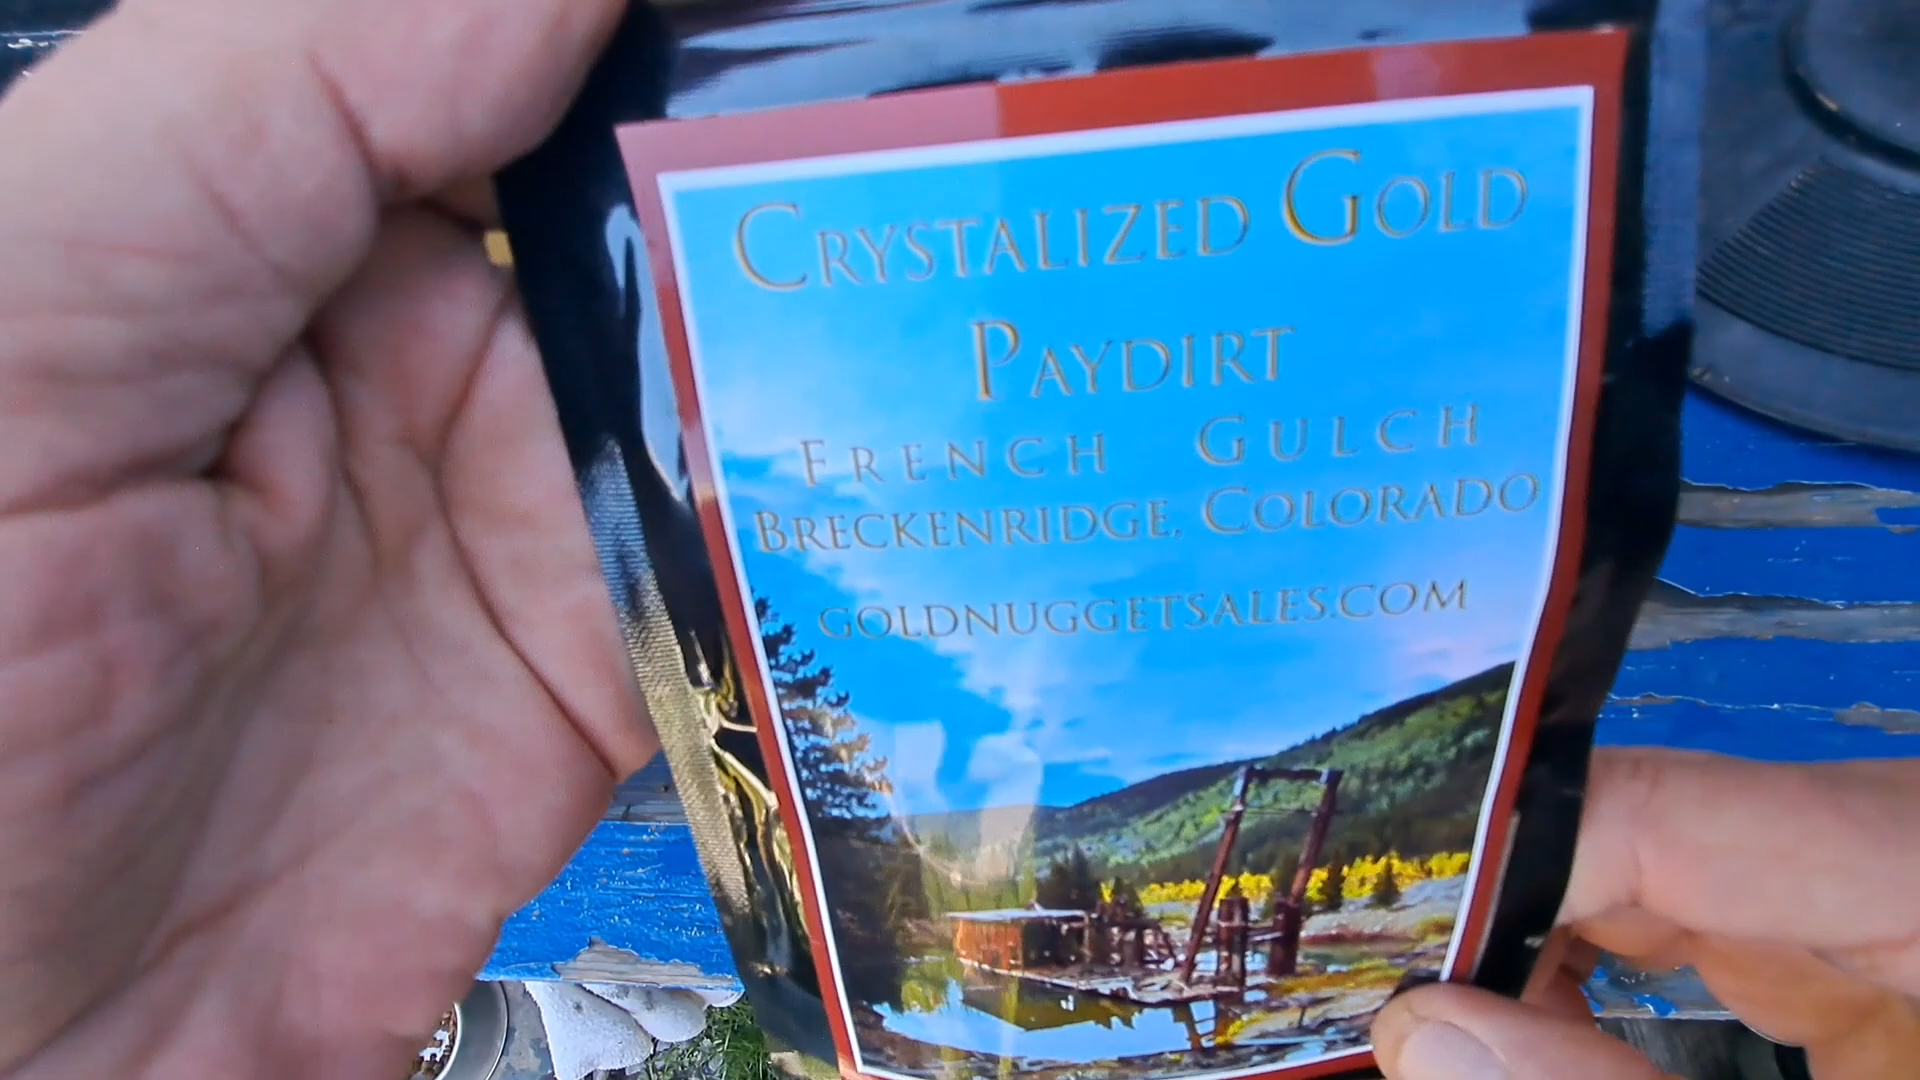 CRYSTALIZED GOLD
PAYDIRT
FRENCH GULCH
BRECKENRIDGE, COLORADO
GOLDNUGGETSALES.COM